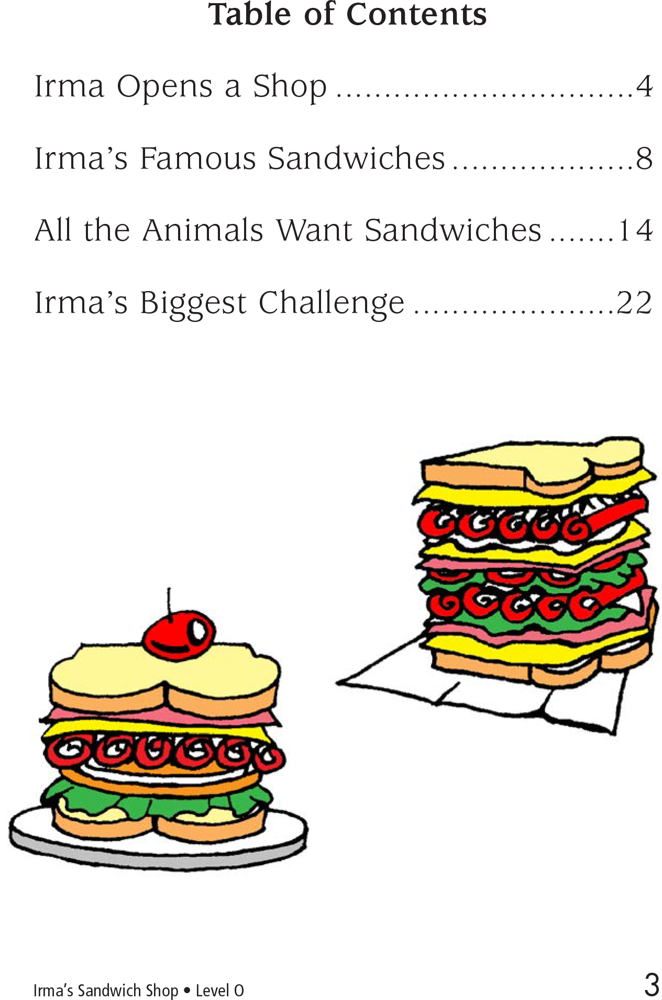 Table of Contents
Irma Opens a Shop ...............................4
Irma’s Famous Sandwiches ...................8
All the Animals Want Sandwiches .......14
Irma’s Biggest Challenge .....................22
Irma’s Sandwich Shop • Level O
3